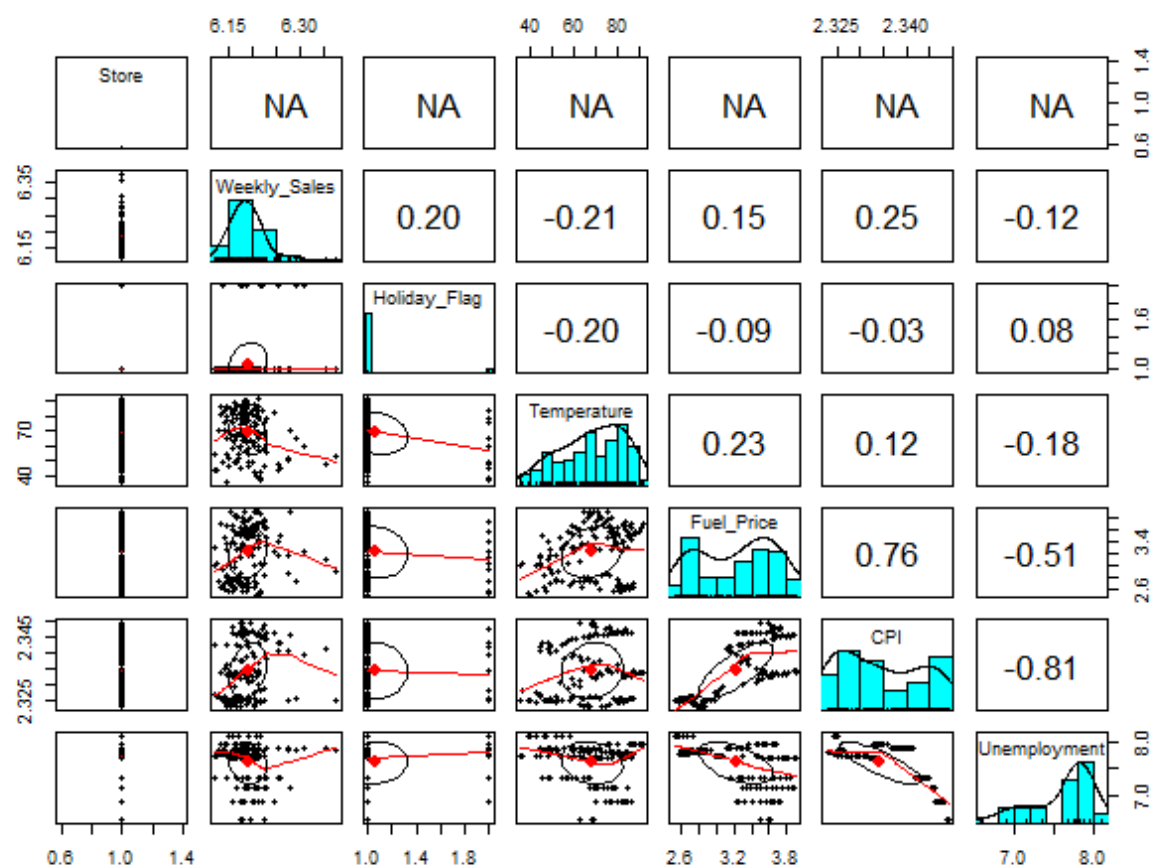 6.15 6.30 40 60 80 2.325 2.340
Store NA NA NA NA NA NA 0.6 1.0 1.4
6.15 6.35 Weekly_Sales 0.20 -0.21 0.15 0.25 -0.12
Holiday_Flag -0.20 -0.09 -0.03 0.08 1.0 1.6
40 70 Temperature 0.23 0.12 -0.18
Fuel_Price 0.76 -0.51 2.6 3.4
2.325 2.345 CPI -0.81
Unemployment 7.0 8.0
0.6 1.0 1.4 1.0 1.4 1.8 2.6 3.2 3.8 7.0 8.0